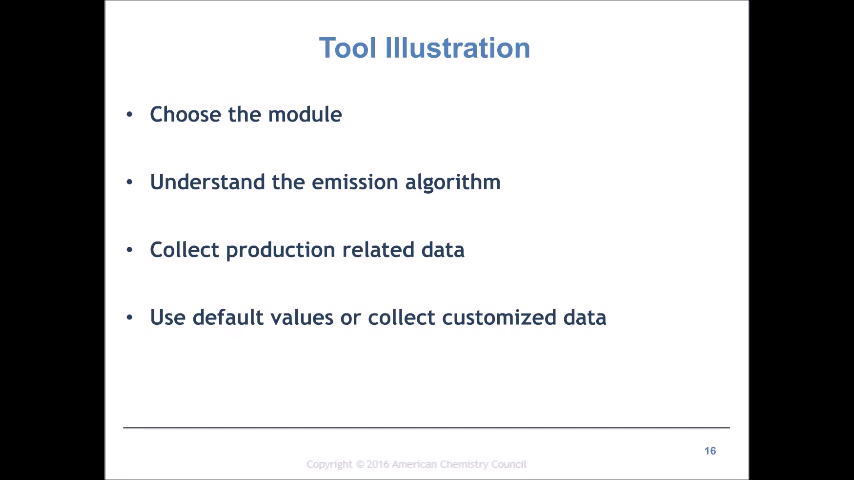 Tool Illustration
• Choose the module
• Understand the emission algorithm
• Collect production related data
• Use default values or collect customized data
16
Copyright © 2016 American Chemistry Council